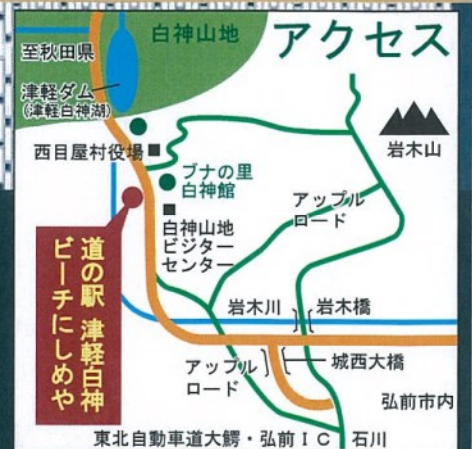 アクセス
白神山地
至秋田県
津軽ダム
(津軽白神湖)
西目屋村役場
ブナの里
白神館
白神山地
ビジター
センター
岩木山
アップル
ロード
道の駅 津軽白神
ビーチにしめや
岩木川
岩木橋
アップル
ロード
城西大橋
弘前市内
東北自動車道大鰐・弘前IC
石川